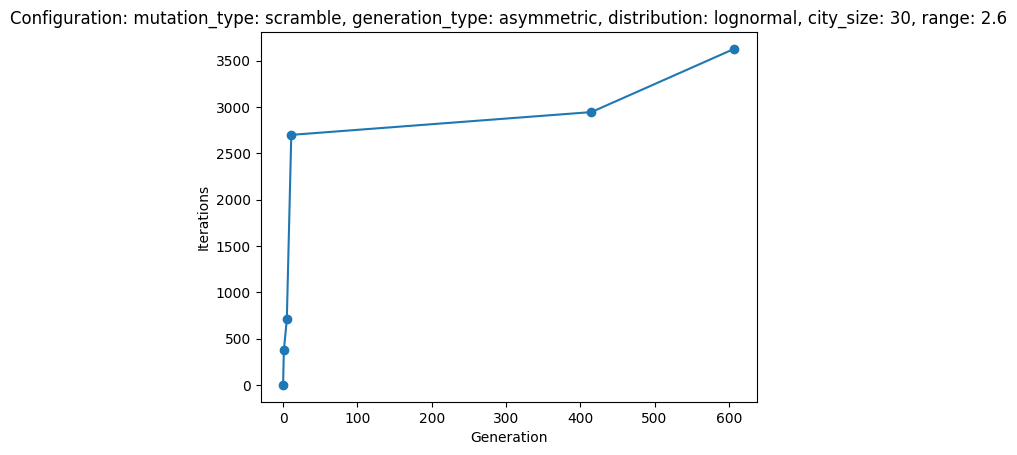 Configuration: mutation_type: scramble, generation_type: asymmetric, distribution: lognormal, city_size: 30, range: 2.6
3500
3000
2500
2000
1500
1000
500
0
Iterations
0 100 200 300 400 500 600
Generation